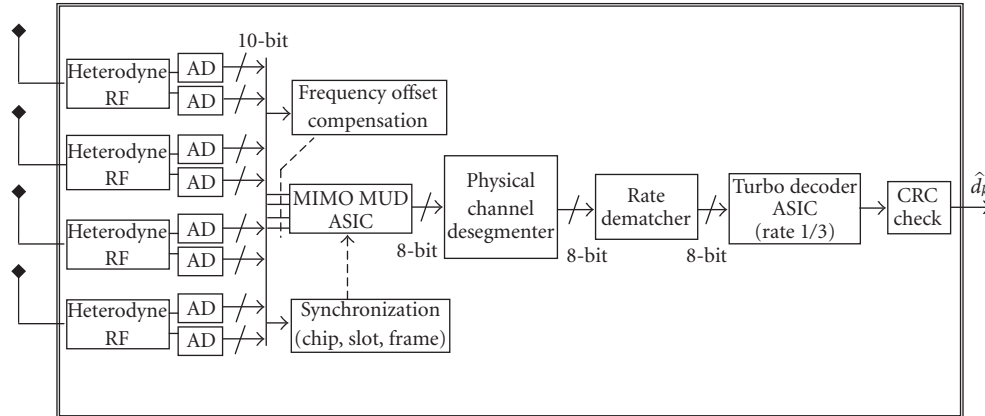 10-bit
Heterodyne
RF
AD
AD
Heterodyne
RF
AD
AD
Heterodyne
RF
AD
AD
Heterodyne
RF
AD
AD
Frequency offset
compensation
MIMO MUD
ASIC
8-bit
Synchronization
(chip, slot, frame)
Physical
channel
desegmenter
8-bit
Rate
dematcher
8-bit
Turbo decoder
ASIC
(rate 1/3)
CRC
check